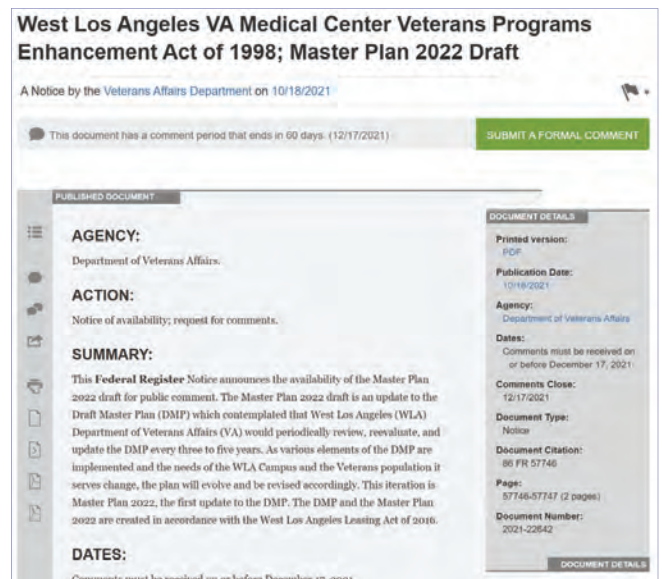 West Los Angeles VA Medical Center Veterans Programs
Enhancement Act of 1998; Master Plan 2022 Draft
A Notice by the Veterans Affairs Department on 10/18/2021
This document has a comment period that ends in 60 days. (12/17/2021)
SUBMIT A FORMAL COMMENT
PUBLISHED DOCUMENT
AGENCY:
Department of Veterans Affairs.
ACTION:
Notice of availability; request for comments.
SUMMARY:
This Federal Register Notice announces the availability of the Master Plan
2022 draft for public comment. The Master Plan 2022 draft is an update to the
Draft Master Plan (DMP) which contemplated that West Los Angeles (WLA)
Department of Veterans Affairs (VA) would periodically review, reevaluate, and
update the DMP every three to five years. As various elements of the DMP are
implemented and the needs of the WLA Campus and the Veterans population it
serves change, the plan will evolve and be revised accordingly. This iteration is
Master Plan 2022, the first update to the DMP. The DMP and the Master Plan
2022 are created in accordance with the West Los Angeles Leasing Act of 2016.
DATES:
Comments must be received on or before December 17, 2021.
DOCUMENT DETAILS
Printed version:
PDF
Publication Date:
10/18/2021
Agency:
Department of Veterans Affairs
Dates:
Comments must be received on
or before December 17, 2021.
Comments Close:
12/17/2021
Document Type:
Notice
Document Citation:
86 FR 57746
Page:
57746-57747 (2 pages)
Document Number:
2021-22642
DOCUMENT DETAILS